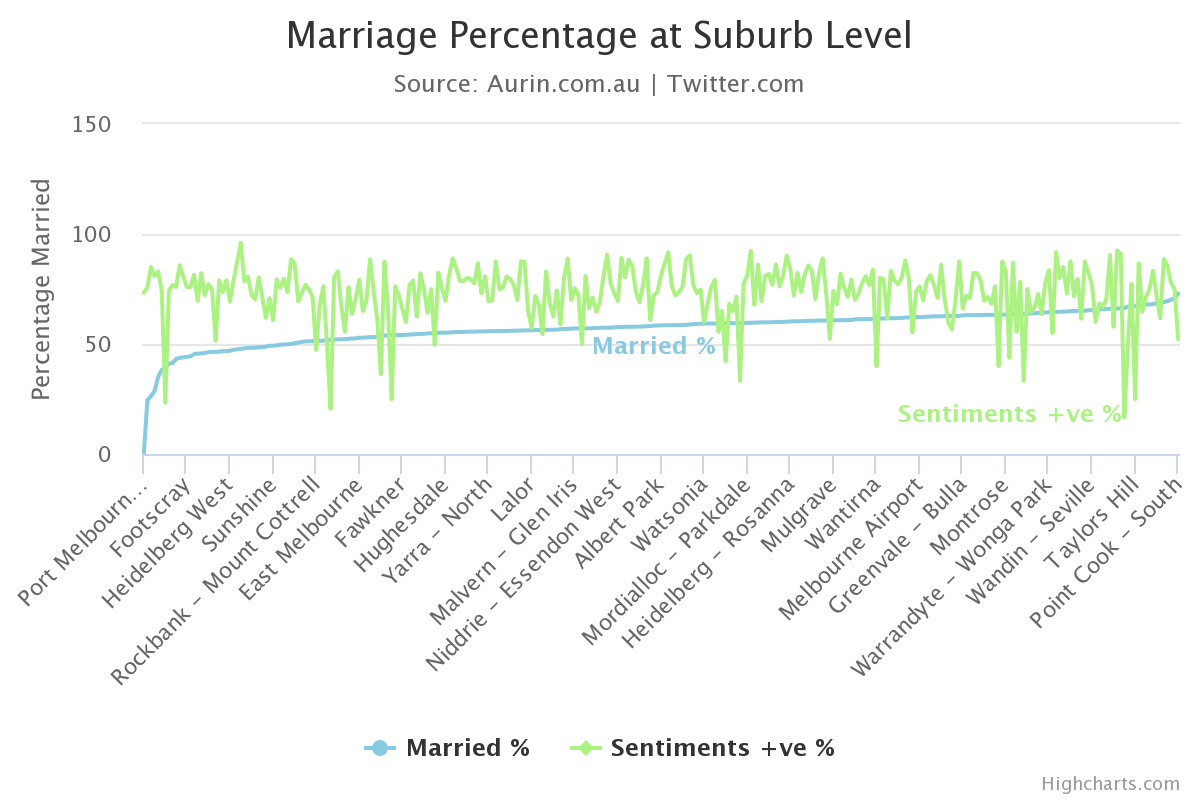 Marriage Percentage at Suburb Level
Source: Aurin.com.au | Twitter.com
Percentage Married
150
100
50
0
Married %
Sentiments +ve %
Port Melbourn...
Footscray
Heidelberg West
Sunshine
Rockbank – Mount Cottrell
East Melbourne
Fawkner
Hughesdale
Yarra – North
Lalor
Malvern – Glen Iris
Niddrie – Essendon West
Albert Park
Watsonia
Mordialloc – Parkdale
Heidelberg – Rosanna
Mulgrave
Wantirna
Melbourne Airport
Greenvale – Bulla
Montrose
Warrandyte – Wonga Park
Wandin – Seville
Taylors Hill
Point Cook – South
Married %
Sentiments +ve %
Highcharts.com